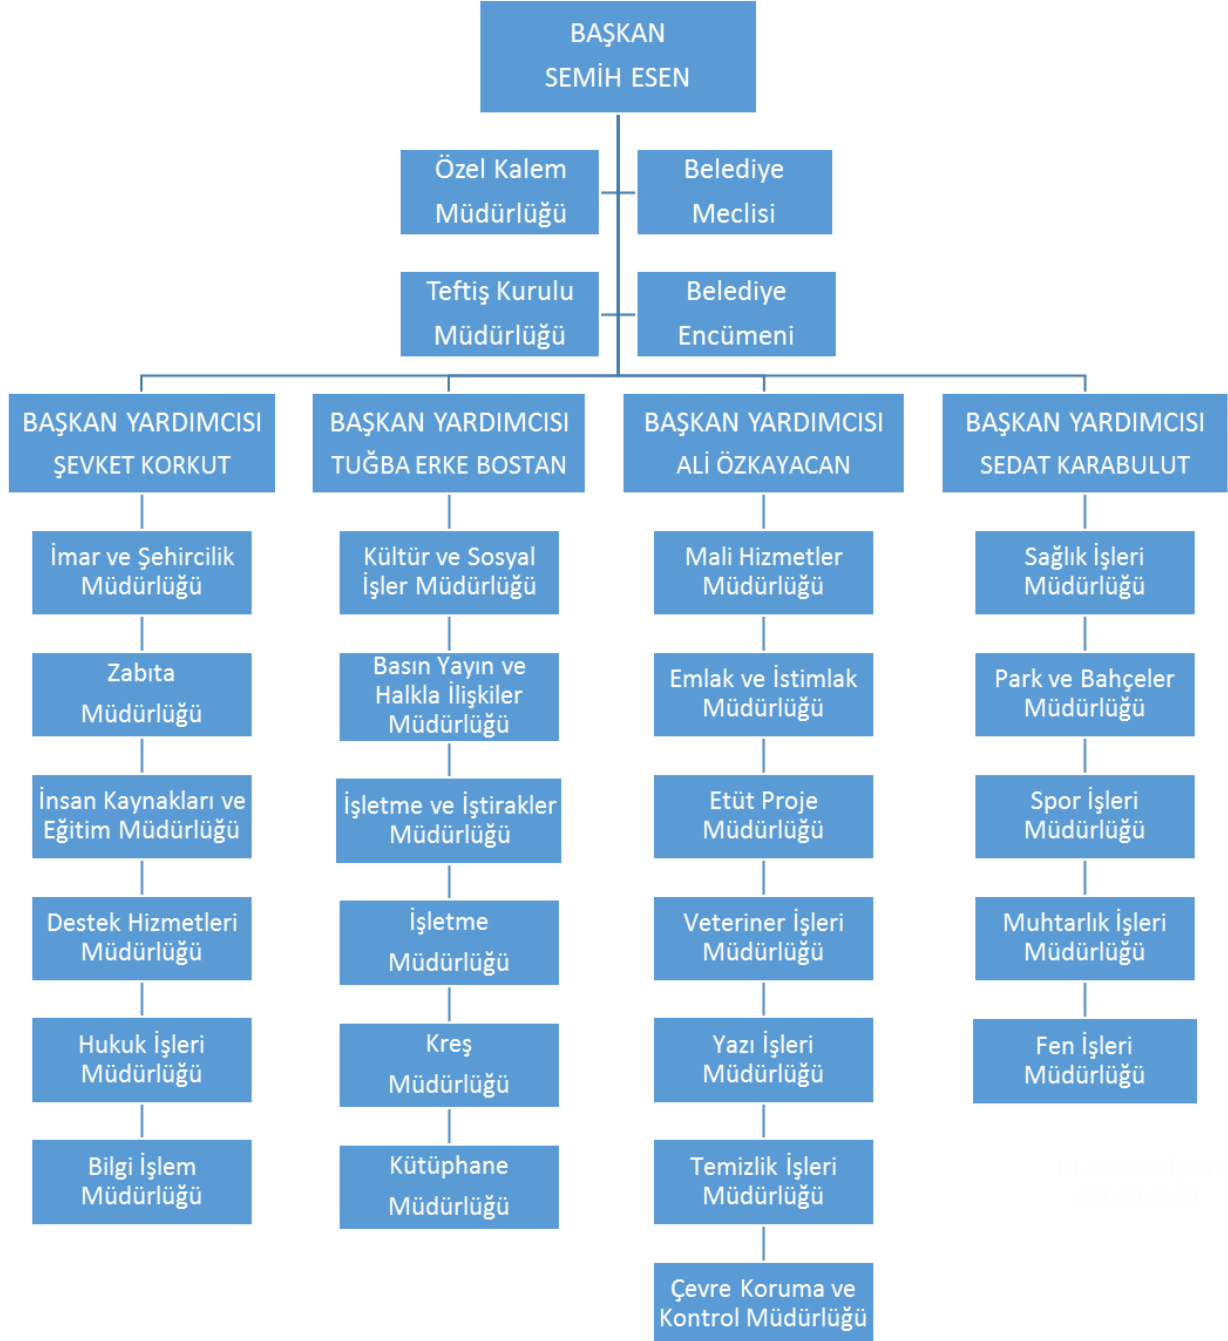 BAŞKAN
SEMİH ESEN
Özel Kalem
Müdürlüğü
Belediye
Meclisi
Teftiş Kurulu
Müdürlüğü
Belediye
Encümeni
BAŞKAN YARDIMCISI
ŞEVKET KORKUT
İmar ve Şehircilik
Müdürlüğü
Zabıta
Müdürlüğü
İnsan Kaynakları ve
Eğitim Müdürlüğü
Destek Hizmetleri
Müdürlüğü
Hukuk İşleri
Müdürlüğü
Bilgi İşlem
Müdürlüğü
BAŞKAN YARDIMCISI
TUĞBA ERKE BOSTAN
Kültür ve Sosyal
İşler Müdürlüğü
Basın Yayın ve
Halkla İlişkiler
Müdürlüğü
İşletme ve İştirakler
Müdürlüğü
İşletme
Müdürlüğü
Kreş
Müdürlüğü
Kütüphane
Müdürlüğü
BAŞKAN YARDIMCISI
ALİ ÖZKAYACAN
Mali Hizmetler
Müdürlüğü
Emlak ve İstimlak
Müdürlüğü
Etüt Proje
Müdürlüğü
Veteriner İşleri
Müdürlüğü
Yazı İşleri
Müdürlüğü
Temizlik İşleri
Müdürlüğü
Çevre Koruma ve
Kontrol Müdürlüğü
BAŞKAN YARDIMCISI
SEDAT KARABULUT
Sağlık İşleri
Müdürlüğü
Park ve Bahçeler
Müdürlüğü
Spor İşleri
Müdürlüğü
Muhtarlık İşleri
Müdürlüğü
Fen İşleri
Müdürlüğü